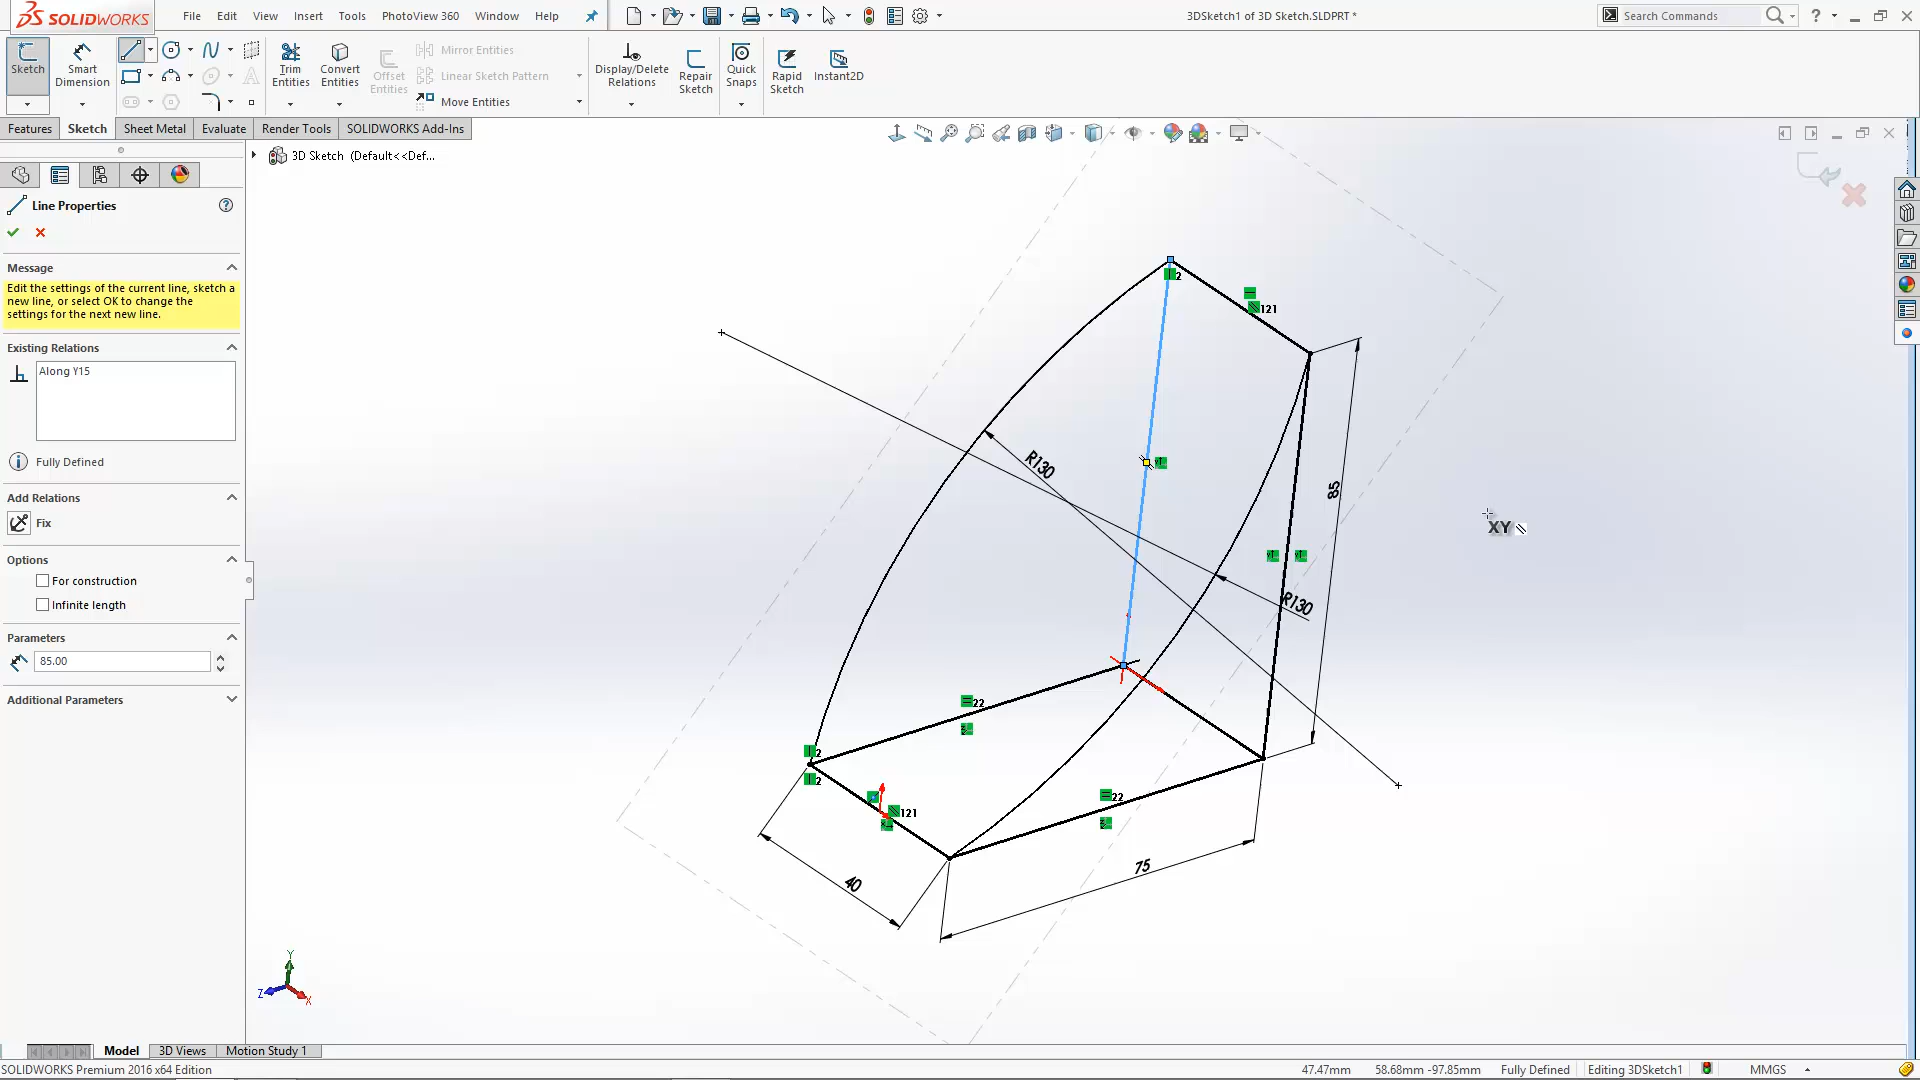 SOLIDWORKS
File Edit View Insert Tools PhotoView 360 Window Help
3DSketch1 of 3D Sketch.SLDPRT *
Search Commands
Sketch
Smart Dimension
Trim Entities
Convert Entities
Offset Entities
Mirror Entities
Linear Sketch Pattern
Move Entities
Display/Delete Relations
Repair Sketch
Quick Snaps
Rapid Sketch
Instant2D
Features Sketch Sheet Metal Evaluate Render Tools SOLIDWORKS Add-Ins
3D Sketch (Default<<Def...
Line Properties
Message
Edit the settings of the current line, sketch a
new line, or select OK to change the
settings for the next new line.
Existing Relations
Along Y15
Fully Defined
Add Relations
Fix
Options
For construction
Infinite length
Parameters
85.00
Additional Parameters
2
121
R130
85
XY
R130
22
2
2
121
22
40
75
Y
Z
X
Model 3D Views Motion Study 1
SOLIDWORKS Premium 2016 x64 Edition
47.47mm 58.68mm -97.85mm Fully Defined Editing 3DSketch1 MMGS